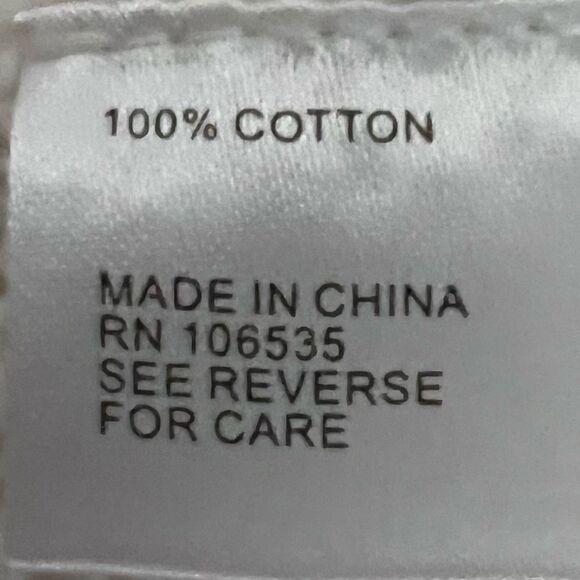 100% COTTON
MADE IN CHINA
RN 106535
SEE REVERSE
FOR CARE